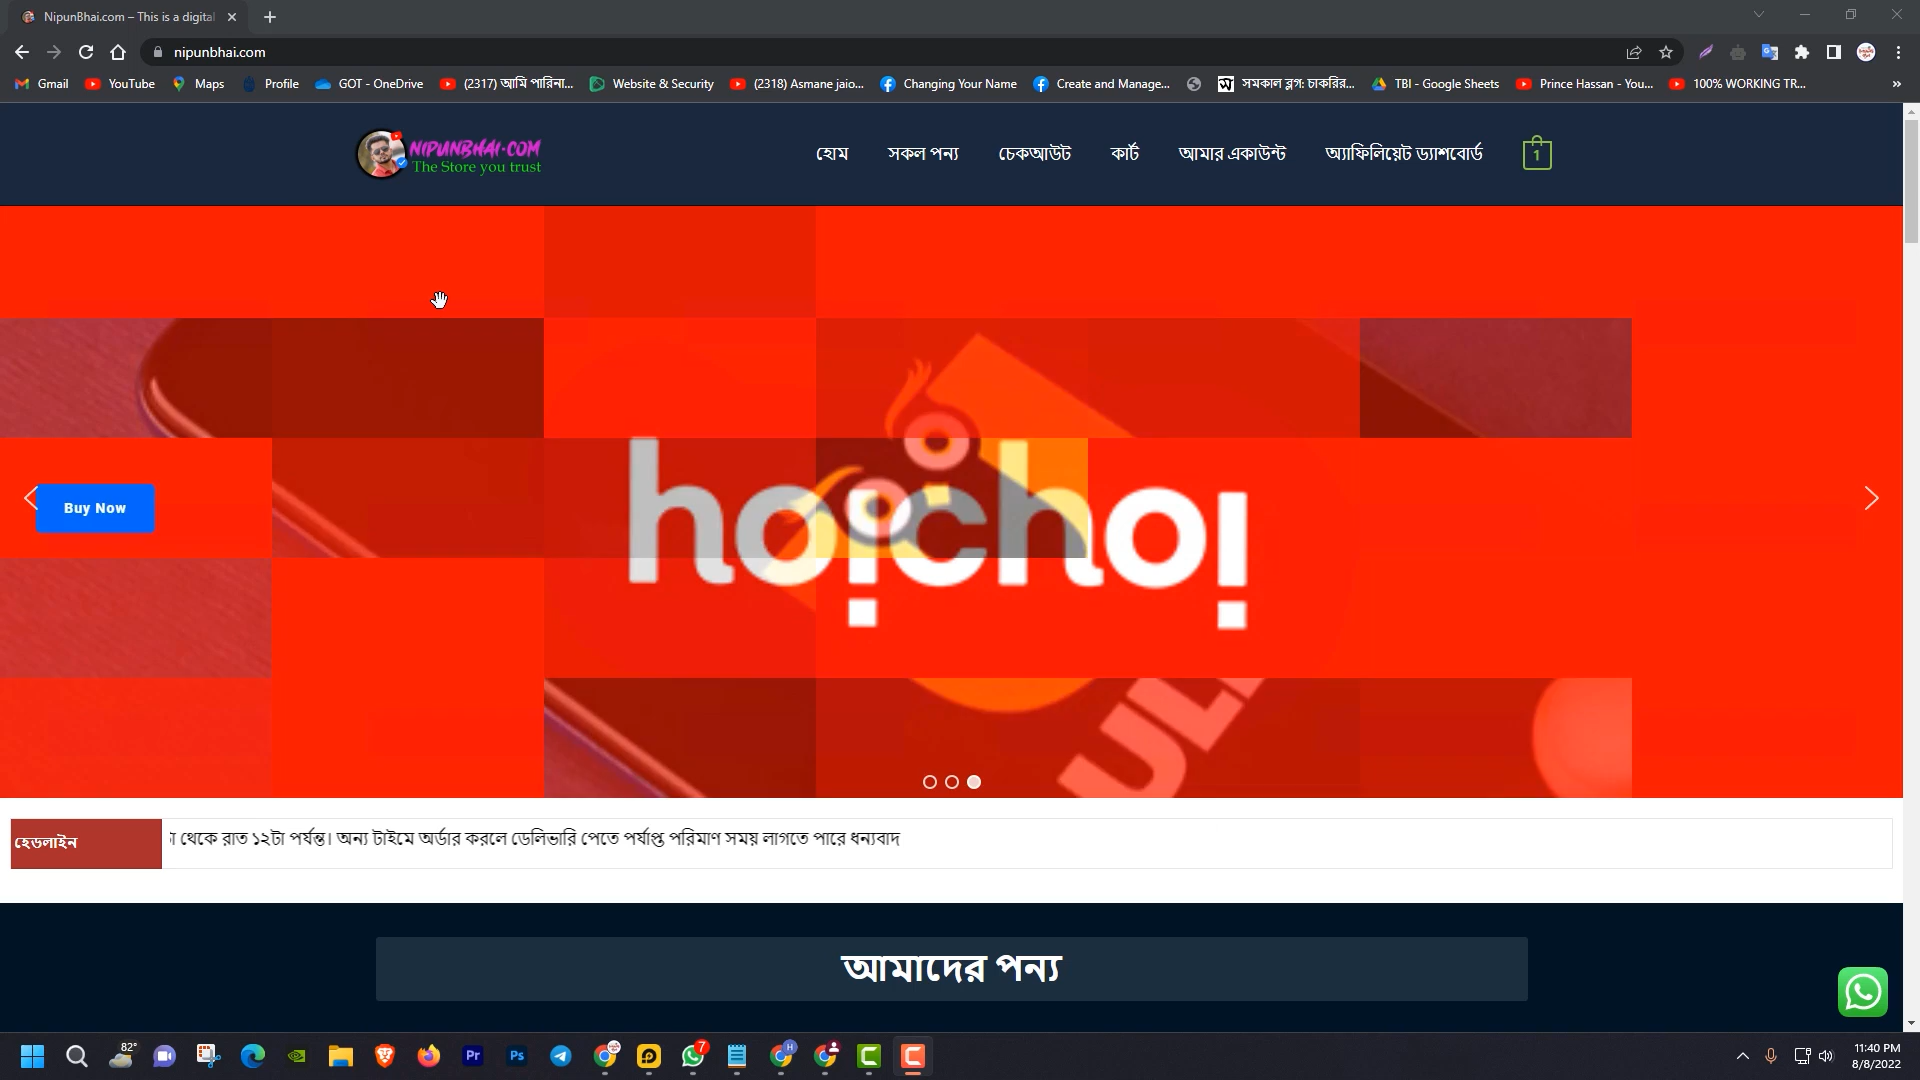 NipunBhai.com – This is a digital
nipunbhai.com
Gmail
YouTube
Maps
Profile
GOT - OneDrive
(2317) আমি পারিনা...
Website & Security
(2318) Asmane jaio...
Changing Your Name
Create and Manage...
সমকাল ব্লগ: চাকরির...
TBI - Google Sheets
Prince Hassan - You...
100% WORKING TR...
»
NIPUNBHAI.COM
The Store you trust
হোম
সকল পন্য
চেকআউট
কার্ট
আমার একাউন্ট
অ্যাফিলিয়েট ড্যাশবোর্ড
1
hoichoi
Buy Now
হেডলাইন
থেকে রাত ১২টা পর্যন্ত। অন্য টাইমে অর্ডার করলে ডেলিভারি পেতে পর্যাপ্ত পরিমাণ সময় লাগতে পারে ধন্যবাদ
আমাদের পন্য
82°
Pr
Ps
7
H
11:40 PM
8/8/2022